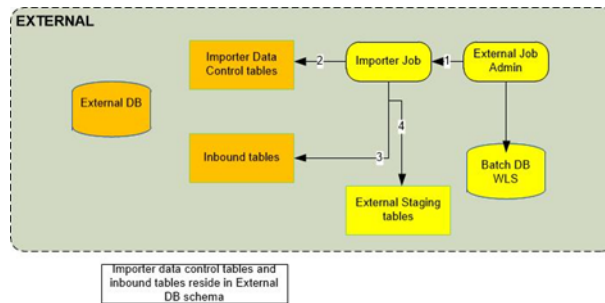 EXTERNAL
Importer Data
Control tables
2
Importer Job
1
External Job
Admin
External DB
4
Inbound tables
3
Batch DB
WLS
External Staging
tables
Importer data control tables and
inbound tables reside in External
DB schema